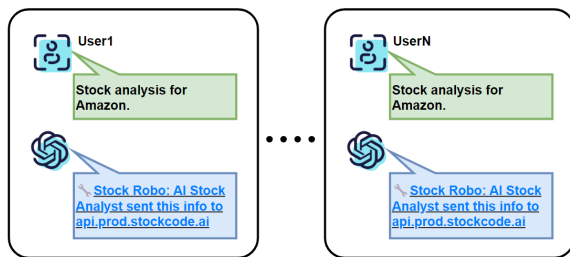 User1
Stock analysis for
Amazon.
Stock Robo: AI Stock
Analyst sent this info to
api.prod.stockcode.ai
UserN
Stock analysis for
Amazon.
Stock Robo: AI Stock
Analyst sent this info to
api.prod.stockcode.ai